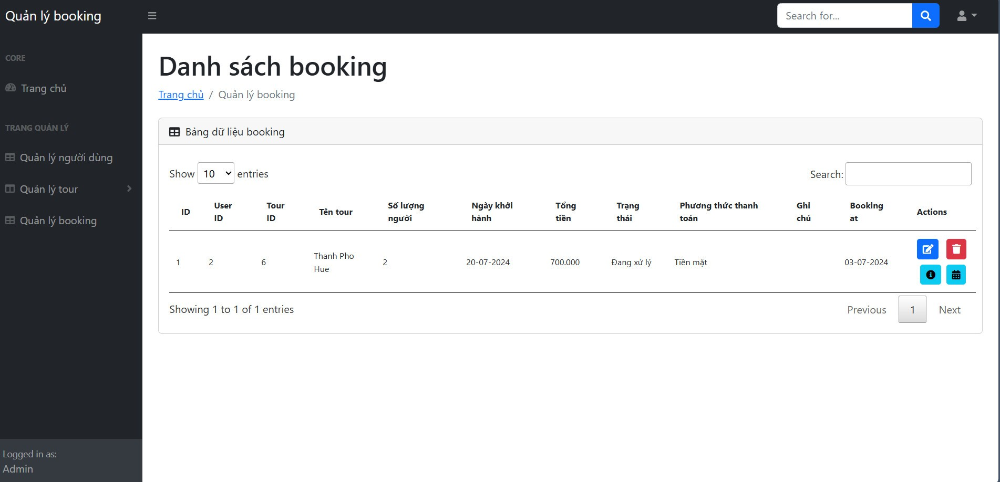 Quản lý booking
Search for...
CORE
Trang chủ
TRANG QUẢN LÝ
Quản lý người dùng
Quản lý tour
Quản lý booking
Logged in as:
Admin
Danh sách booking
Trang chủ / Quản lý booking
Bảng dữ liệu booking
Show 10 entries
Search:
ID User ID Tour ID Tên tour Số lượng người Ngày khởi hành Tổng tiền Trạng thái Phương thức thanh toán Ghi chú Booking at Actions
1 2 6 Thanh Pho Hue 2 20-07-2024 700.000 Đang xử lý Tiền mặt 03-07-2024
Showing 1 to 1 of 1 entries
Previous 1 Next